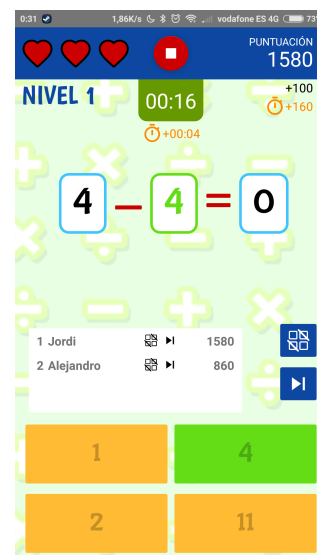 0:31 1,86K/s vodafone ES 4G 73
PUNTUACIÓN
1580
NIVEL 1
00:16
+100
+160
+00:04
4 – 4 = 0
1 Jordi 1580
2 Alejandro 860
1
4
2
11